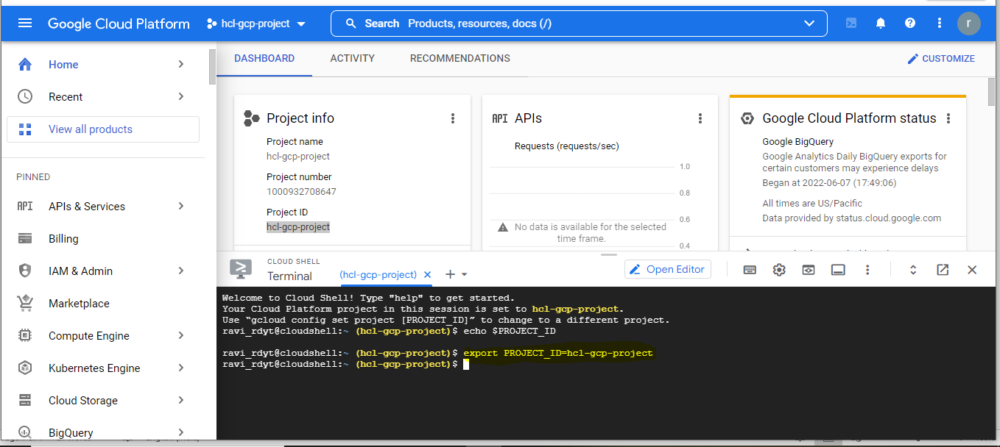 Google Cloud Platform
hcl-gcp-project
Search Products, resources, docs (/)
r
Home
Recent
View all products
PINNED
API APIs & Services
Billing
IAM & Admin
Marketplace
Compute Engine
Kubernetes Engine
Cloud Storage
BigQuery
DASHBOARD
ACTIVITY
RECOMMENDATIONS
CUSTOMIZE
Project info
Project name
hcl-gcp-project
Project number
1000932708647
Project ID
hcl-gcp-project
API APIs
Requests (requests/sec)
1.0
0.8
0.6
No data is available for the selected
time frame.
0.4
Google Cloud Platform status
Google BigQuery
Google Analytics Daily BigQuery exports for
certain customers may experience delays
Began at 2022-06-07 (17:49:06)
All times are US/Pacific
Data provided by status.cloud.google.com
CLOUD SHELL
Terminal
(hcl-gcp-project)
Open Editor
Welcome to Cloud Shell! Type "help" to get started.
Your Cloud Platform project in this session is set to hcl-gcp-project.
Use “gcloud config set project [PROJECT_ID]” to change to a different project.
ravi_rdyt@cloudshell:~ (hcl-gcp-project)$ echo $PROJECT_ID
ravi_rdyt@cloudshell:~ (hcl-gcp-project)$ export PROJECT_ID=hcl-gcp-project
ravi_rdyt@cloudshell:~ (hcl-gcp-project)$